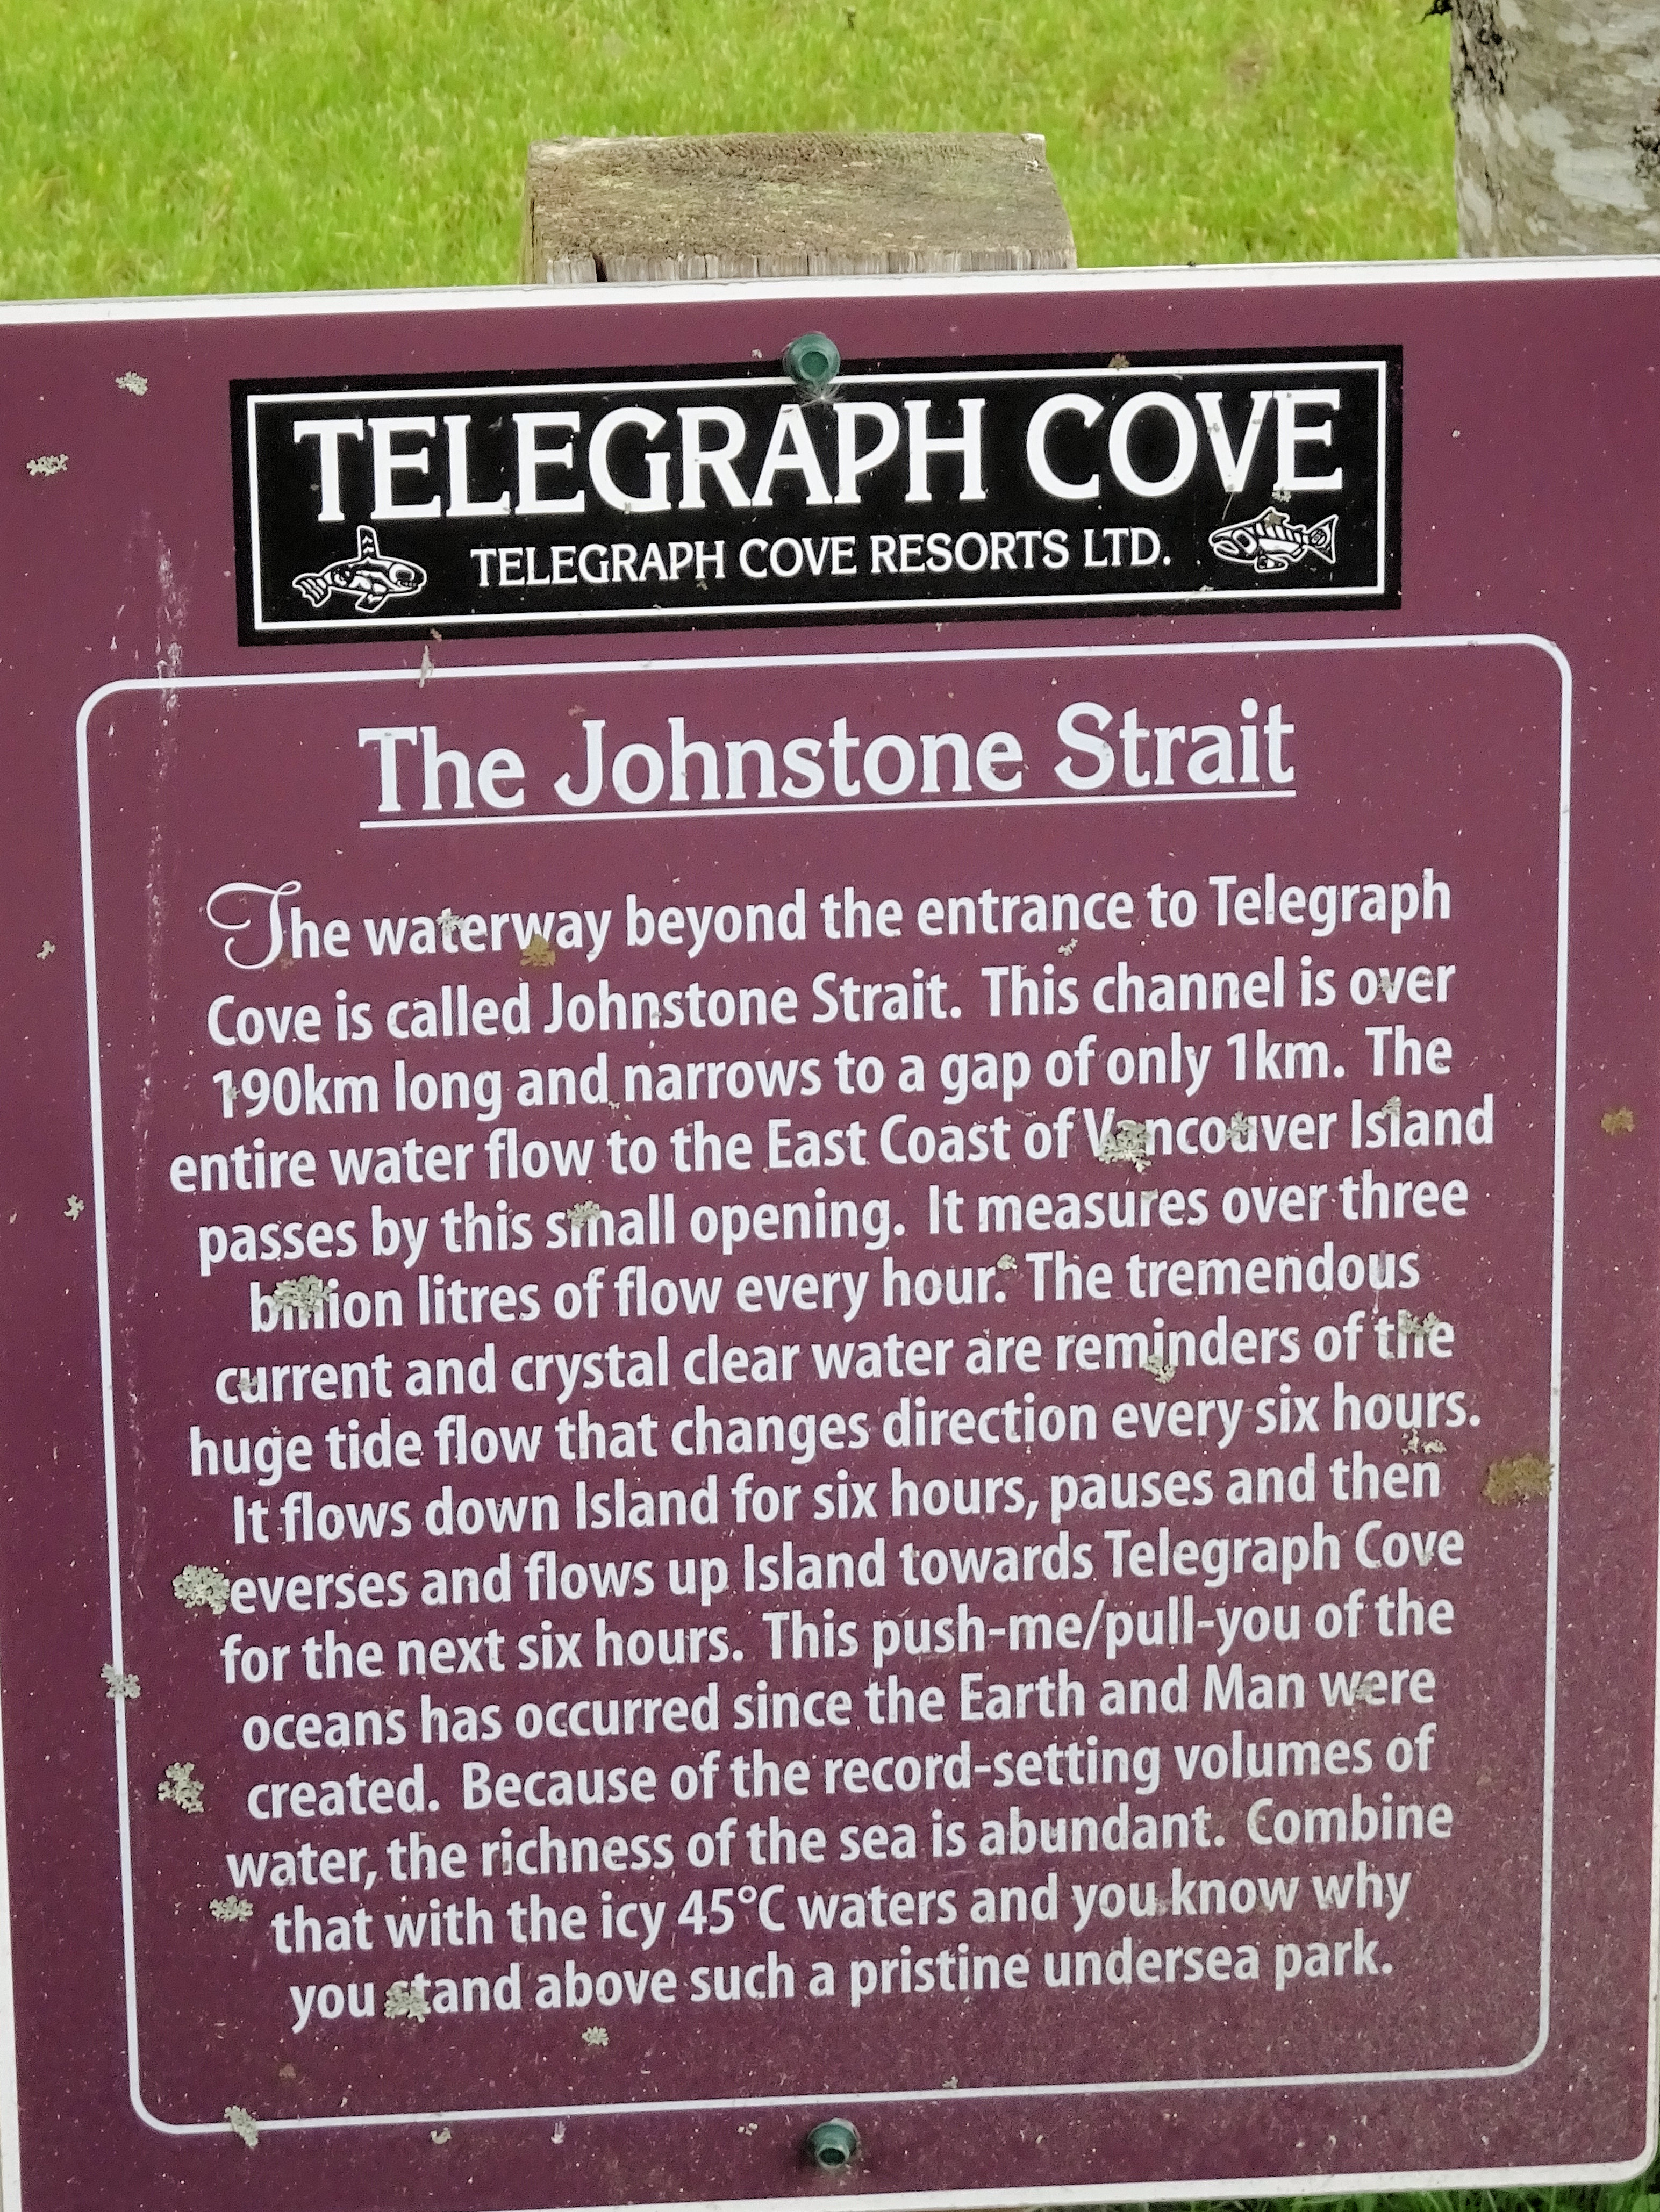 TELEGRAPH COVE
TELEGRAPH COVE RESORTS LTD.
The Johnstone Strait
The waterway beyond the entrance to Telegraph
Cove is called Johnstone Strait. This channel is over
190km long and narrows to a gap of only 1km. The
entire water flow to the East Coast of Vancouver Island
passes by this small opening. It measures over three
billion litres of flow every hour. The tremendous
current and crystal clear water are reminders of the
huge tide flow that changes direction every six hours.
It flows down Island for six hours, pauses and then
reverses and flows up Island towards Telegraph Cove
for the next six hours. This push-me/pull-you of the
oceans has occurred since the Earth and Man were
created. Because of the record-setting volumes of
water, the richness of the sea is abundant. Combine
that with the icy 45°C waters and you know why
you stand above such a pristine undersea park.